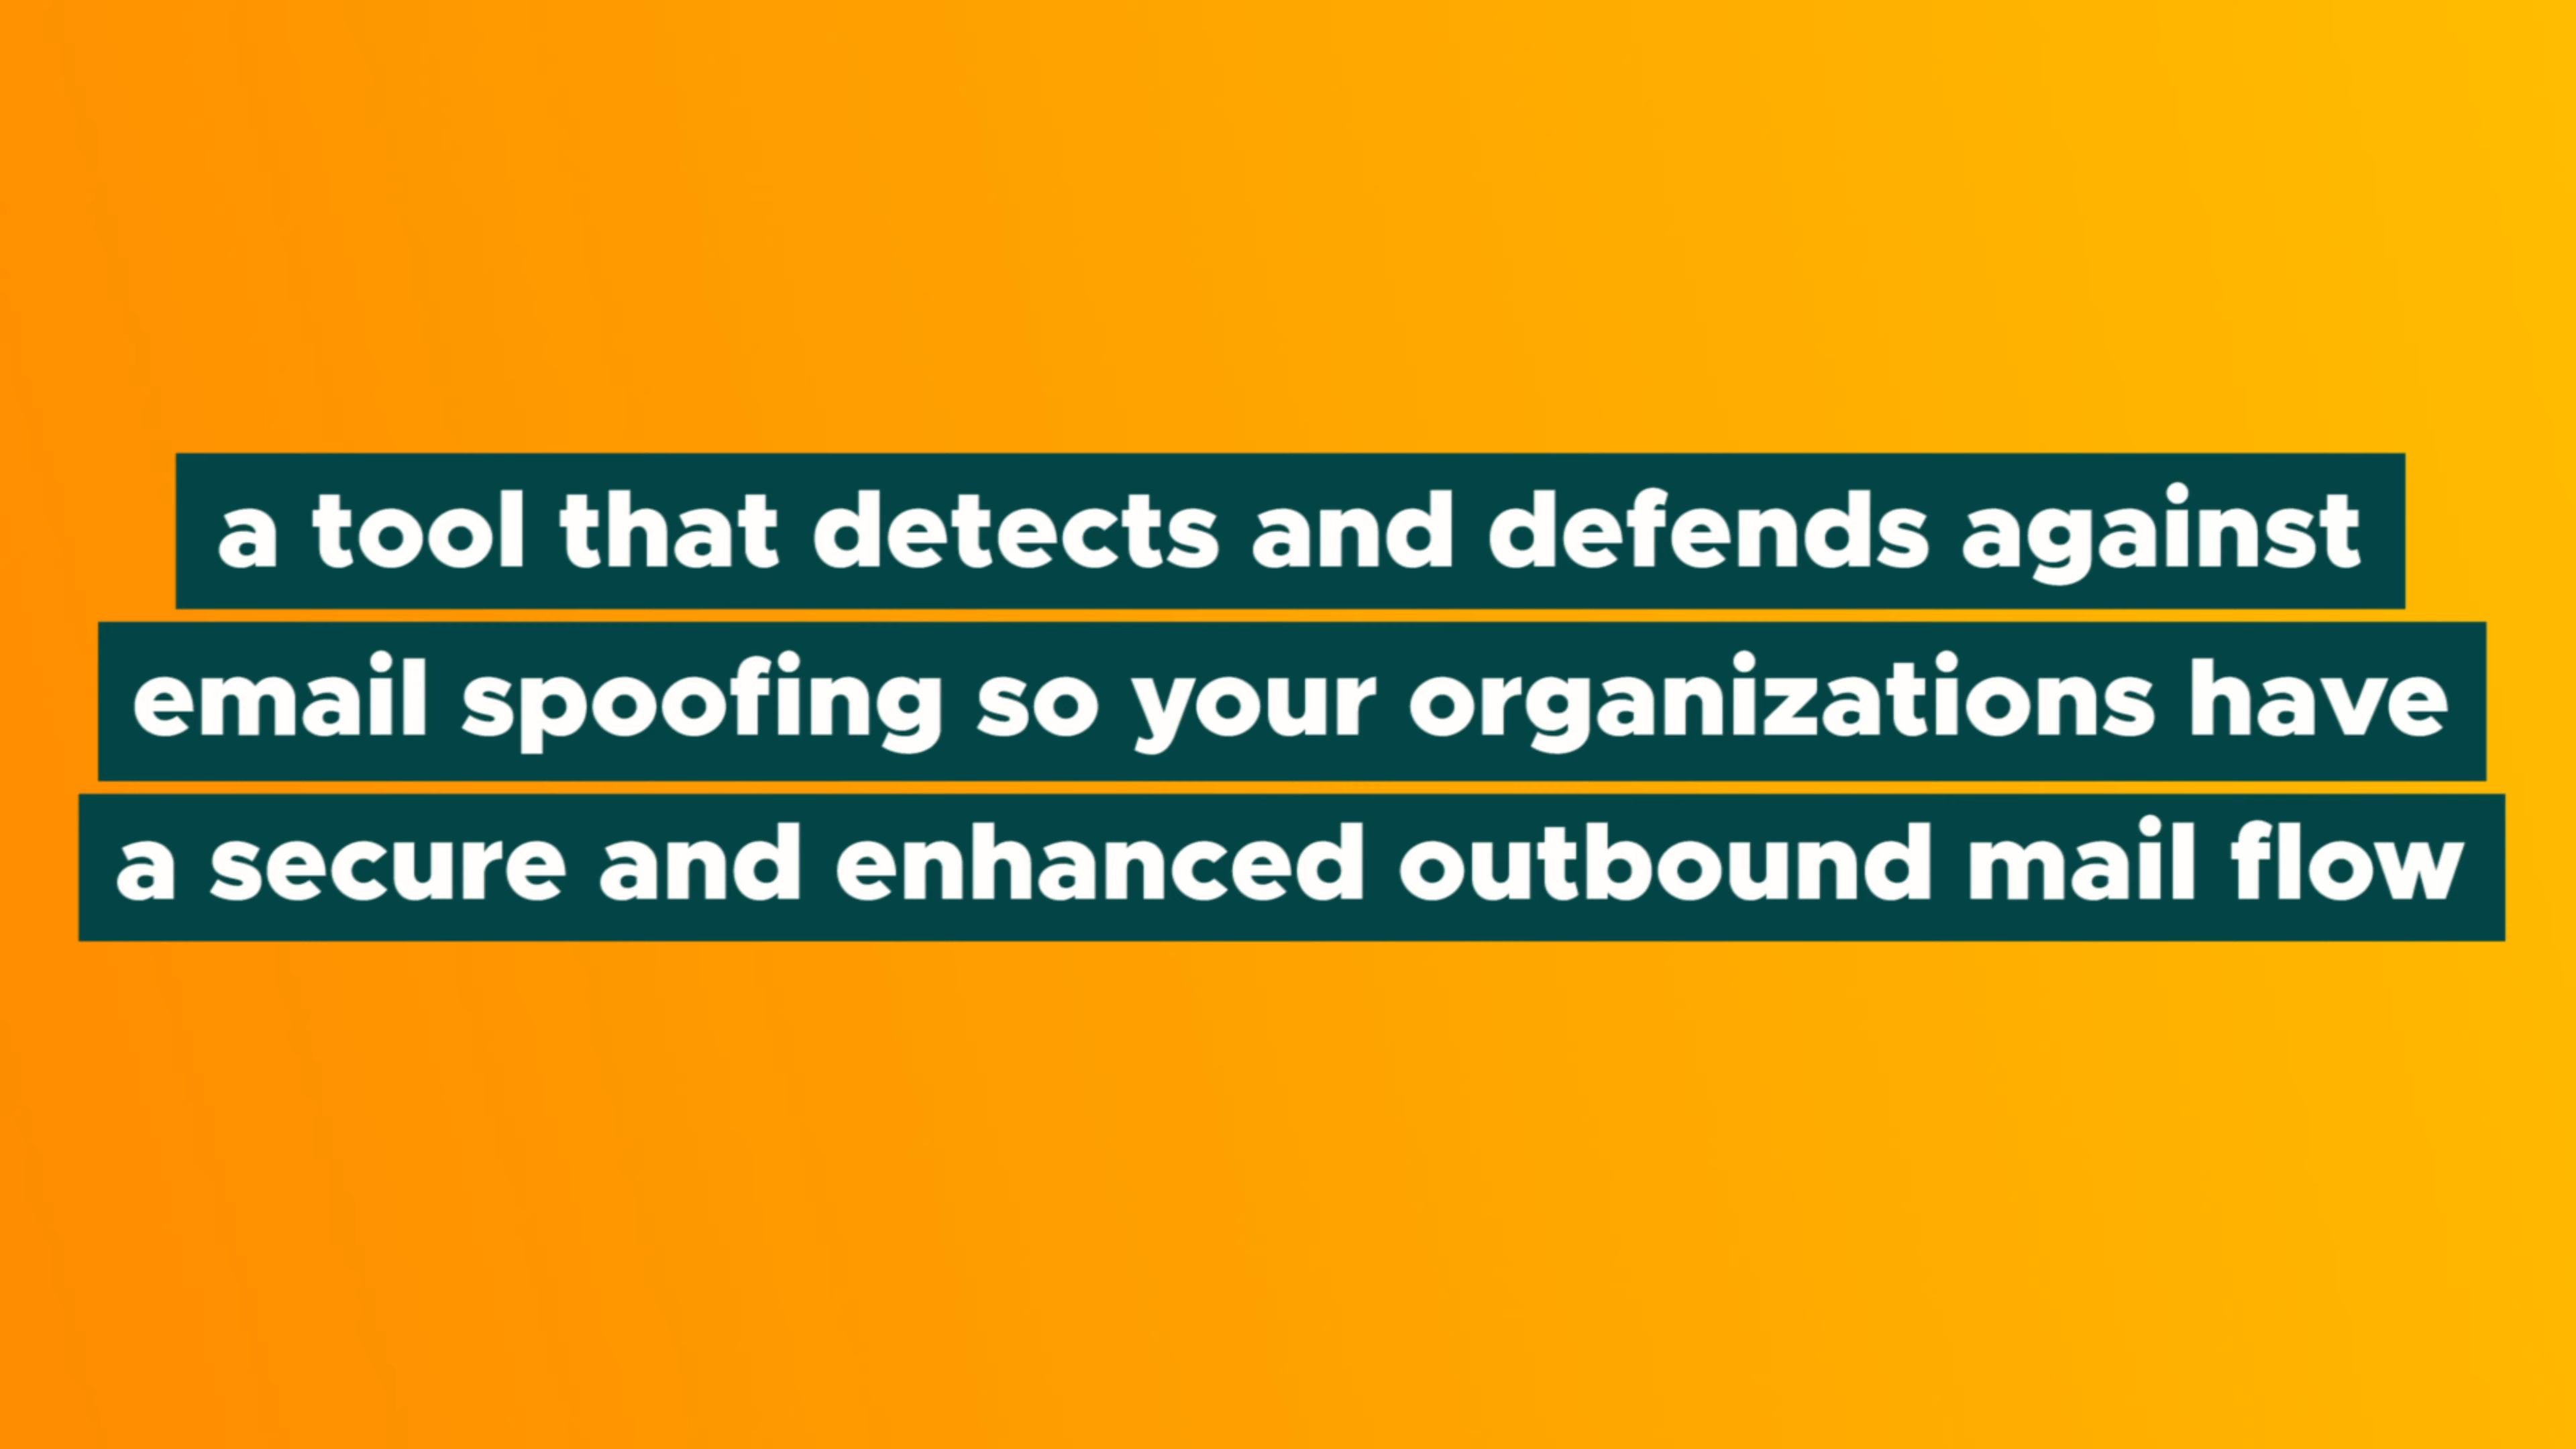 a tool that detects and defends against
email spoofing so your organizations have
a secure and enhanced outbound mail flow